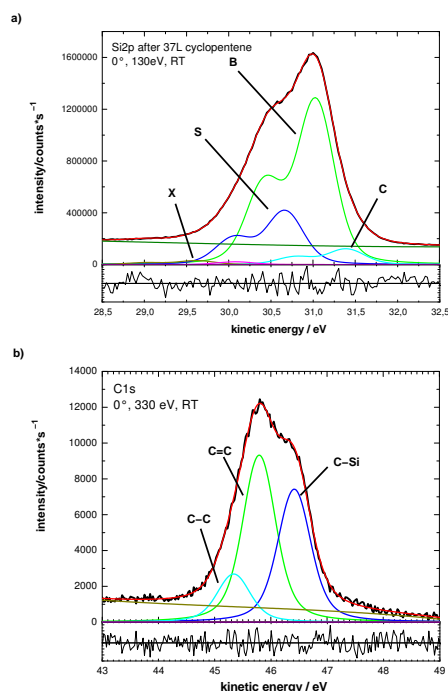 a)
Si2p after 37L cyclopentene
0°, 130eV, RT
B
S
X
C
intensity/counts*s⁻¹
1600000
1200000
800000
400000
0
28,5 29,0 29,5 30,0 30,5 31,0 31,5 32,0 32,5
kinetic energy / eV
b)
C1s
0°, 330 eV, RT
C=C
C–Si
C–C
intensity/counts*s⁻¹
14000
12000
10000
8000
6000
4000
2000
0
43 44 45 46 47 48 49
kinetic energy / eV